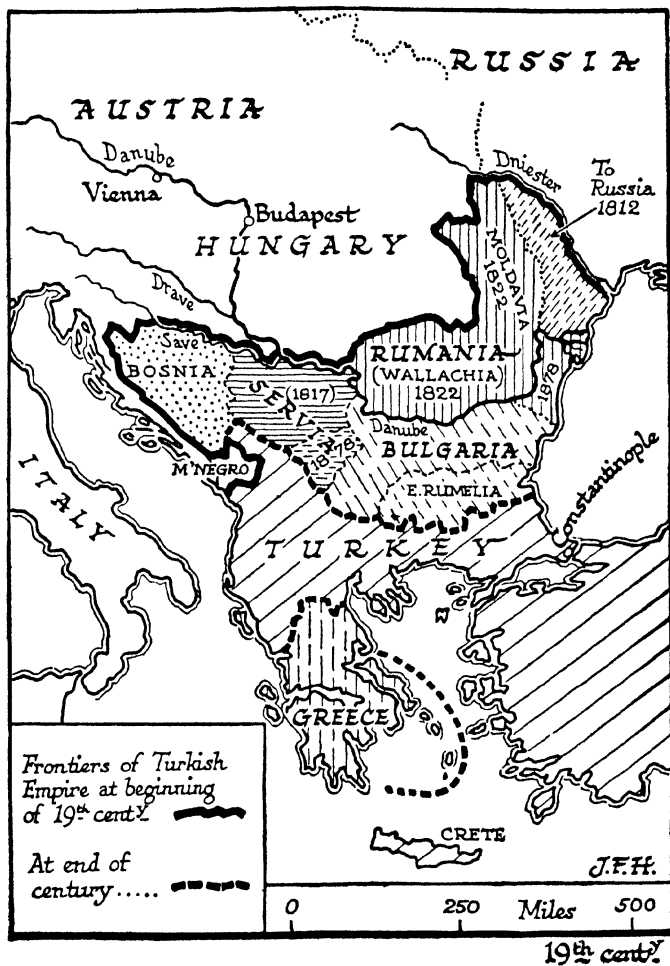 RUSSIA
AUSTRIA
Danube
Vienna
Dniester
To
Russia
1812
Budapest
HUNGARY
MOLDAVIA
1822
Drave
Save
BOSNIA
RUMANIA
(WALLACHIA)
1822
1878
(1817)
SERVIA
1878
Danube
BULGARIA
M'NEGRO
E. RUMELIA
Constantinople
ITALY
TURKEY
GREECE
CRETE
Frontiers of Turkish
Empire at beginning
of 19th centy.
At end of
century.....
J.F.H.
0 250 Miles 500
19th centy.